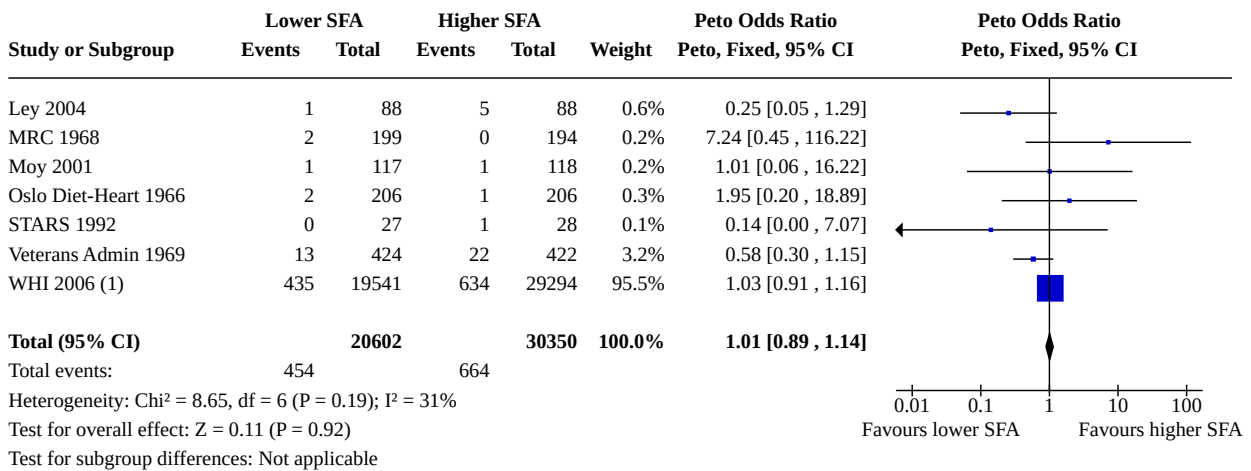 Lower SFA Higher SFA Peto Odds Ratio Peto Odds Ratio
Study or Subgroup Events Total Events Total Weight Peto, Fixed, 95% CI Peto, Fixed, 95% CI
Ley 2004 1 88 5 88 0.6% 0.25 [0.05 , 1.29]
MRC 1968 2 199 0 194 0.2% 7.24 [0.45 , 116.22]
Moy 2001 1 117 1 118 0.2% 1.01 [0.06 , 16.22]
Oslo Diet-Heart 1966 2 206 1 206 0.3% 1.95 [0.20 , 18.89]
STARS 1992 0 27 1 28 0.1% 0.14 [0.00 , 7.07]
Veterans Admin 1969 13 424 22 422 3.2% 0.58 [0.30 , 1.15]
WHI 2006 (1) 435 19541 634 29294 95.5% 1.03 [0.91 , 1.16]
Total (95% CI) 20602 30350 100.0% 1.01 [0.89 , 1.14]
Total events: 454 664
Heterogeneity: Chi² = 8.65, df = 6 (P = 0.19); I² = 31%
0.01 0.1 1 10 100
Test for overall effect: Z = 0.11 (P = 0.92)
Favours lower SFA Favours higher SFA
Test for subgroup differences: Not applicable